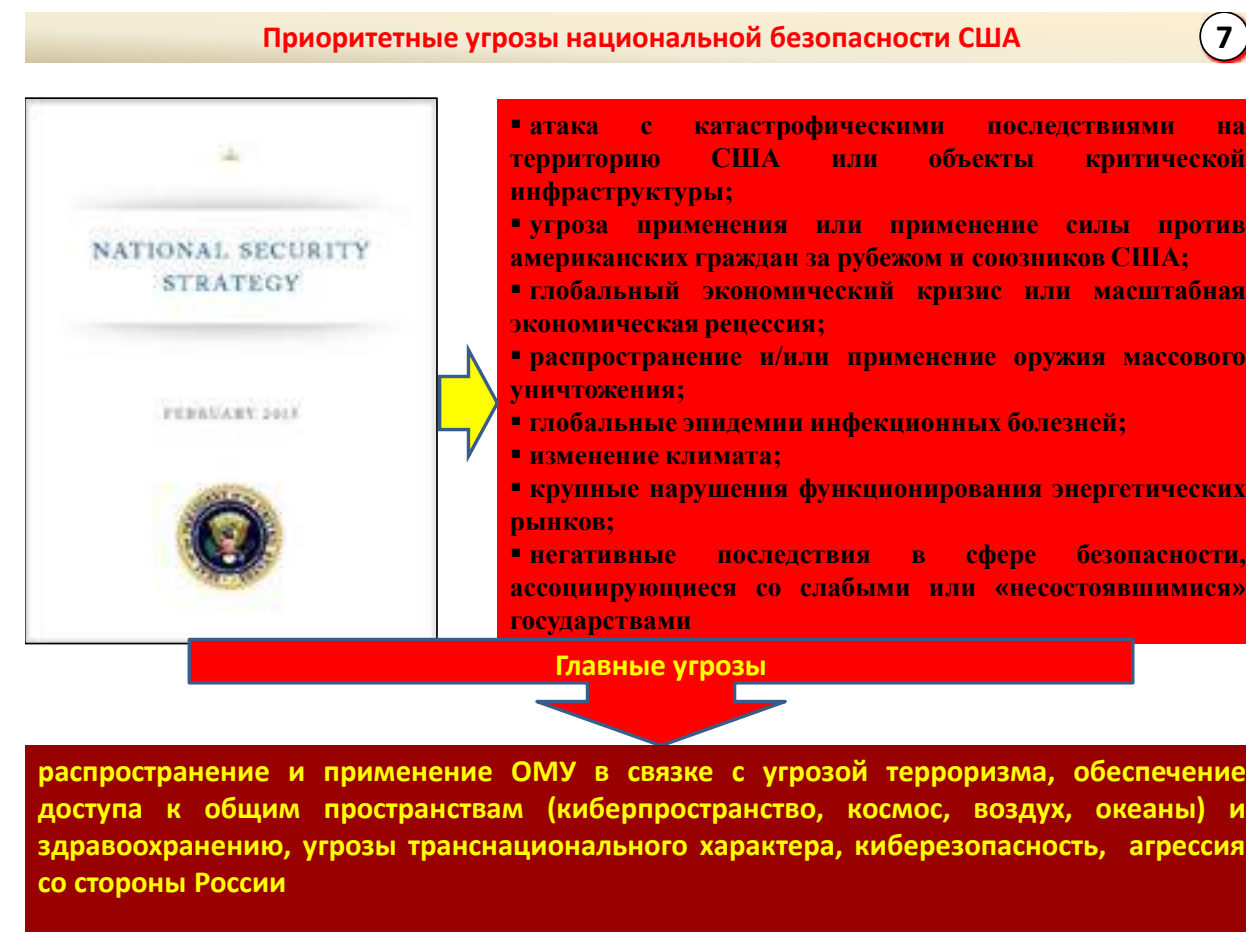 Приоритетные угрозы национальной безопасности США
7
NATIONAL SECURITY
STRATEGY
FEBRUARY 2015
▪ атака с катастрофическими последствиями на
территорию США или объекты критической
инфраструктуры;
▪ угроза применения или применение силы против
американских граждан за рубежом и союзников США;
▪ глобальный экономический кризис или масштабная
экономическая рецессия;
▪ распространение и/или применение оружия массового
уничтожения;
▪ глобальные эпидемии инфекционных болезней;
▪ изменение климата;
▪ крупные нарушения функционирования энергетических
рынков;
▪ негативные последствия в сфере безопасности,
ассоциирующиеся со слабыми или «несостоявшимися»
государствами
Главные угрозы
распространение и применение ОМУ в связке с угрозой терроризма, обеспечение
доступа к общим пространствам (киберпространство, космос, воздух, океаны) и
здравоохранению, угрозы транснационального характера, киберезопасность, агрессия
со стороны России